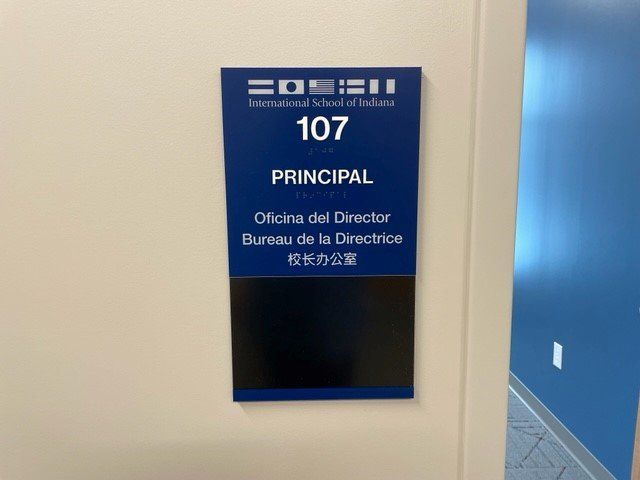 International School of Indiana
107
PRINCIPAL
Oficina del Director
Bureau de la Directrice
校长办公室